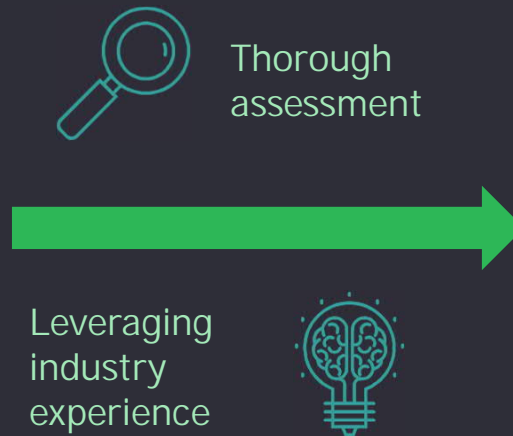 Thorough
assessment
Leveraging
industry
experience